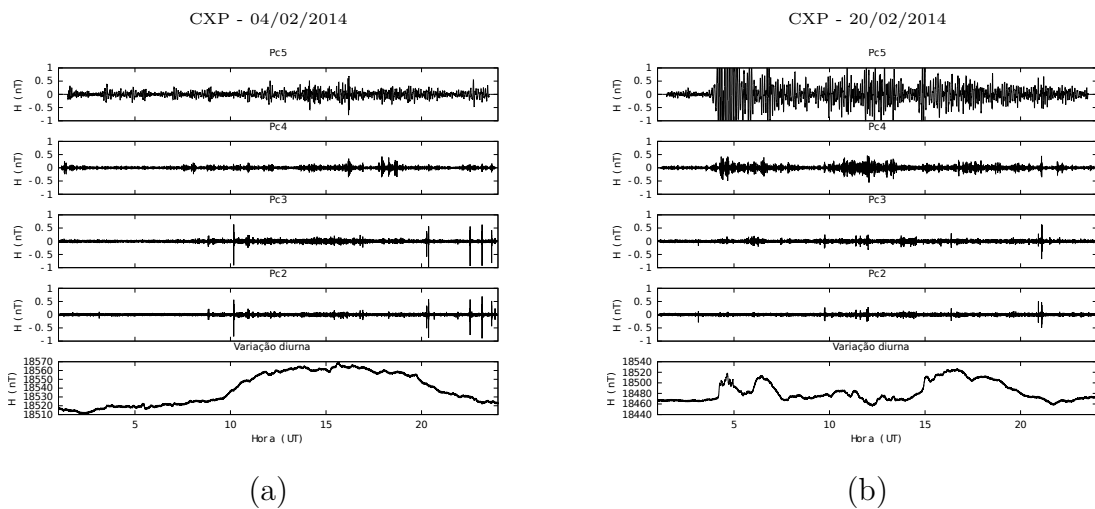 CXP - 04/02/2014
Pc5
1
0.5
0
-0.5
-1
H (nT)
Pc4
1
0.5
0
-0.5
-1
H (nT)
Pc3
1
0.5
0
-0.5
-1
H (nT)
Pc2
1
0.5
0
-0.5
-1
H (nT)
Variação diurna
18570
18560
18550
18540
18530
18520
18510
H (nT)
5 10 15 20
Hora (UT)
(a)
CXP - 20/02/2014
Pc5
1
0.5
0
-0.5
-1
H (nT)
Pc4
1
0.5
0
-0.5
-1
H (nT)
Pc3
1
0.5
0
-0.5
-1
H (nT)
Pc2
1
0.5
0
-0.5
-1
H (nT)
Variação diurna
18540
18520
18500
18480
18460
18440
H (nT)
5 10 15 20
Hora (UT)
(b)